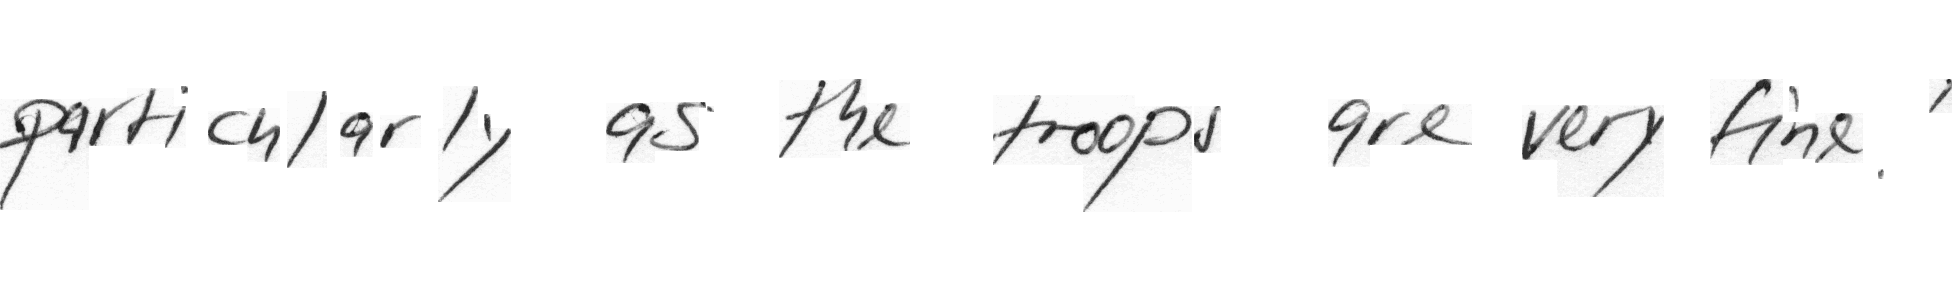 particularly as the troops are very fine. '